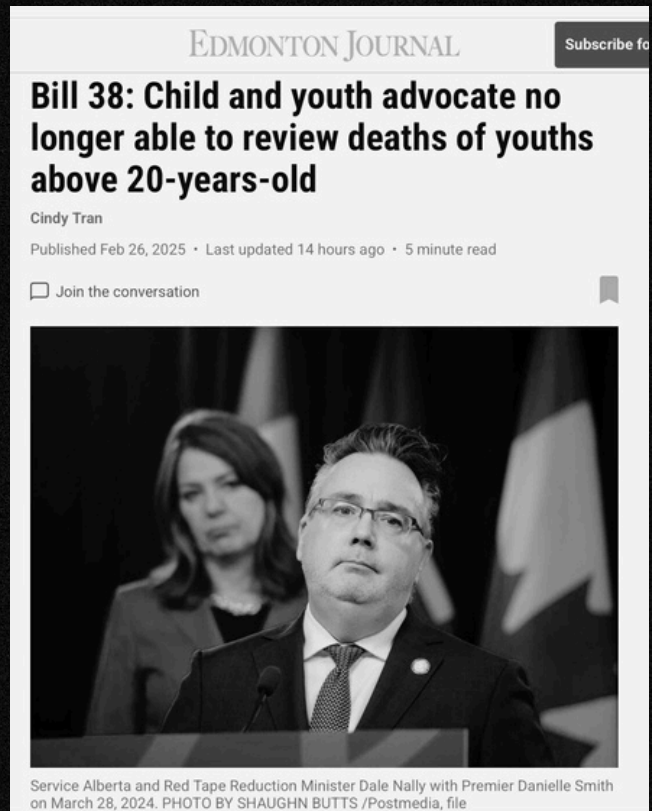 EDMONTON JOURNAL
Subscribe fo
Bill 38: Child and youth advocate no
longer able to review deaths of youths
above 20-years-old
Cindy Tran
Published Feb 26, 2025 • Last updated 14 hours ago • 5 minute read
Join the conversation
Service Alberta and Red Tape Reduction Minister Dale Nally with Premier Danielle Smith
on March 28, 2024. PHOTO BY SHAUGHN BUTTS /Postmedia, file